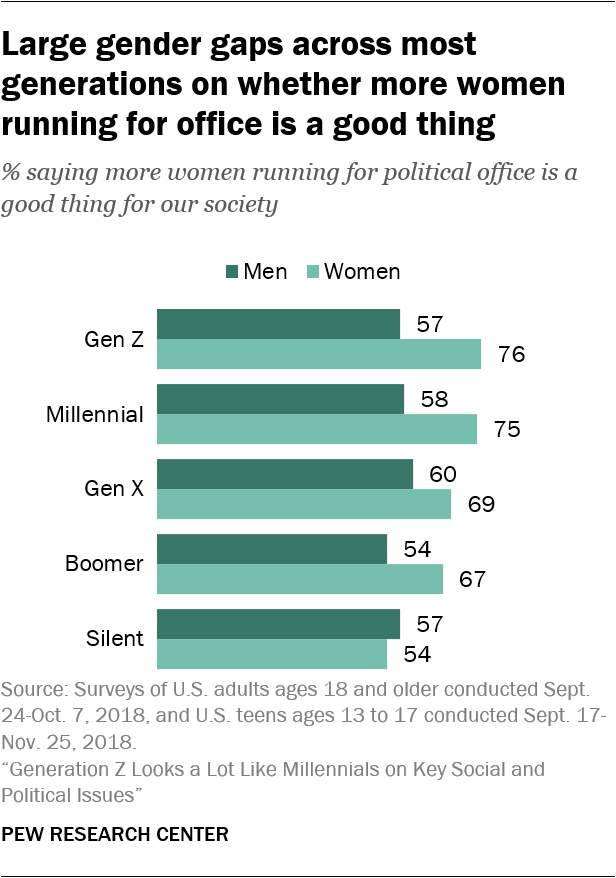 Large gender gaps across most
generations on whether more women
running for office is a good thing
% saying more women running for political office is a
good thing for our society
Men Women
Gen Z 57
76
Millennial 58
75
Gen X 60
69
Boomer 54
67
Silent 57
54
Source: Surveys of U.S. adults ages 18 and older conducted Sept.
24-Oct. 7, 2018, and U.S. teens ages 13 to 17 conducted Sept. 17-
Nov. 25, 2018.
“Generation Z Looks a Lot Like Millennials on Key Social and
Political Issues”
PEW RESEARCH CENTER